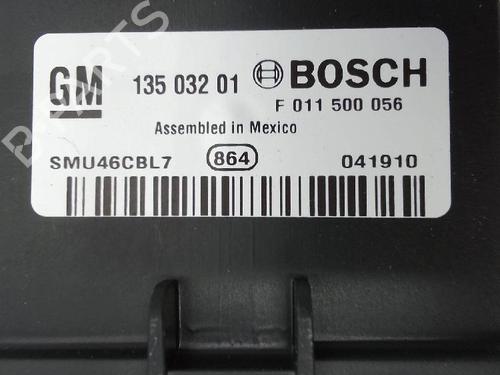 GM 135 032 01 BOSCH
F 011 500 056
Assembled in Mexico
SMU46CBL7 864 041910